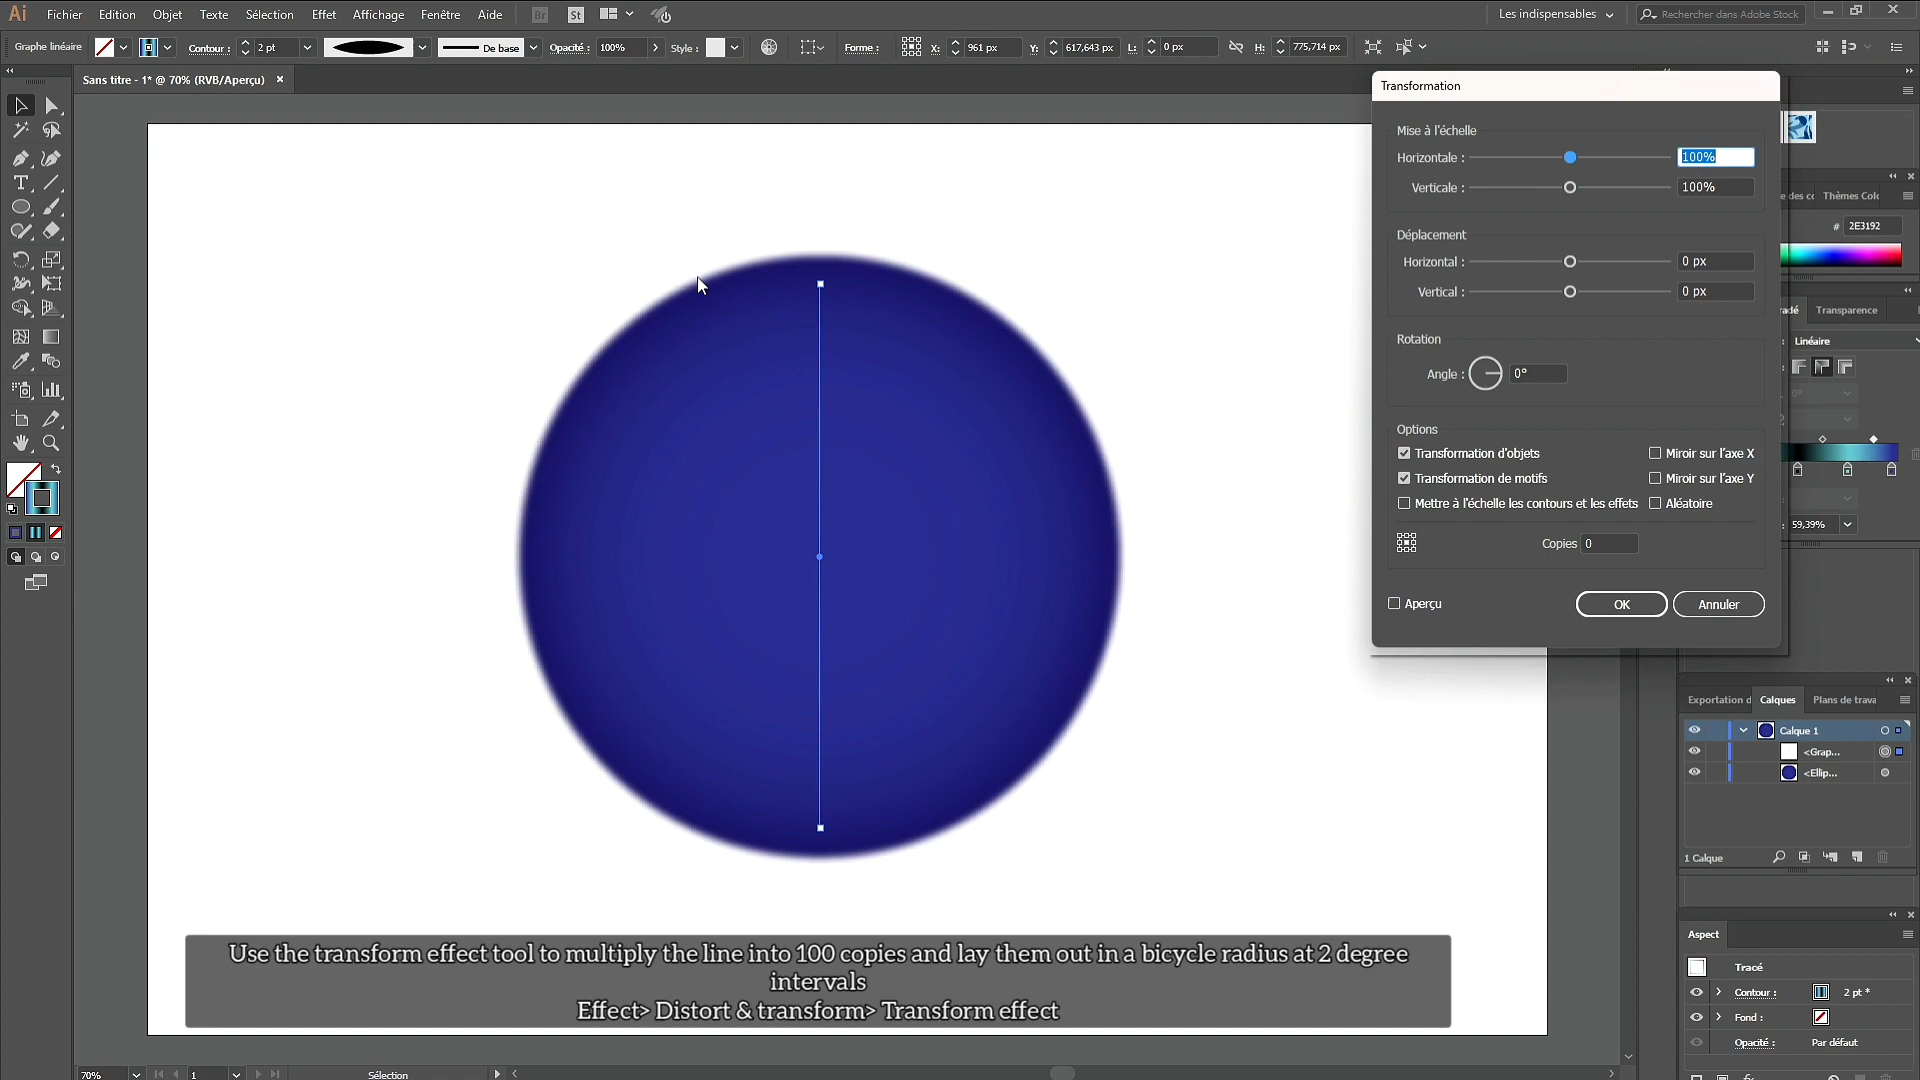 Ai Fichier Edition Objet Texte Sélection Effet Affichage Fenêtre Aide Br St Les indispensables Rechercher dans Adobe Stock
Graphe linéaire Contour : 2 pt De base Opacité : 100% Style : Forme : X: 961 px Y: 617,643 px L: 0 px H: 775,714 px
Sans titre - 1* @ 70% (RVB/Aperçu) ×
Transformation
Mise à l'échelle
Horizontale : 100%
Verticale : 100%
Déplacement
Horizontal : 0 px
Vertical : 0 px
Rotation
Angle : 0°
Options
Transformation d'objets Miroir sur l'axe X
Transformation de motifs Miroir sur l'axe Y
Mettre à l'échelle les contours et les effets Aléatoire
Copies 0
Aperçu OK Annuler
Thèmes
# 2E3192
Transparence
Linéaire
0°
59,39%
Exportation Calques Plans de trava
Calque 1
<Grap...
<Ellip...
1 Calque
Aspect
Tracé
Contour : 2 pt *
Fond :
Opacité : Par défaut
fx
Use the transform effect tool to multiply the line into 100 copies and lay them out in a bicycle radius at 2 degree
intervals
Effect> Distort & transform> Transform effect
70% 1 Sélection